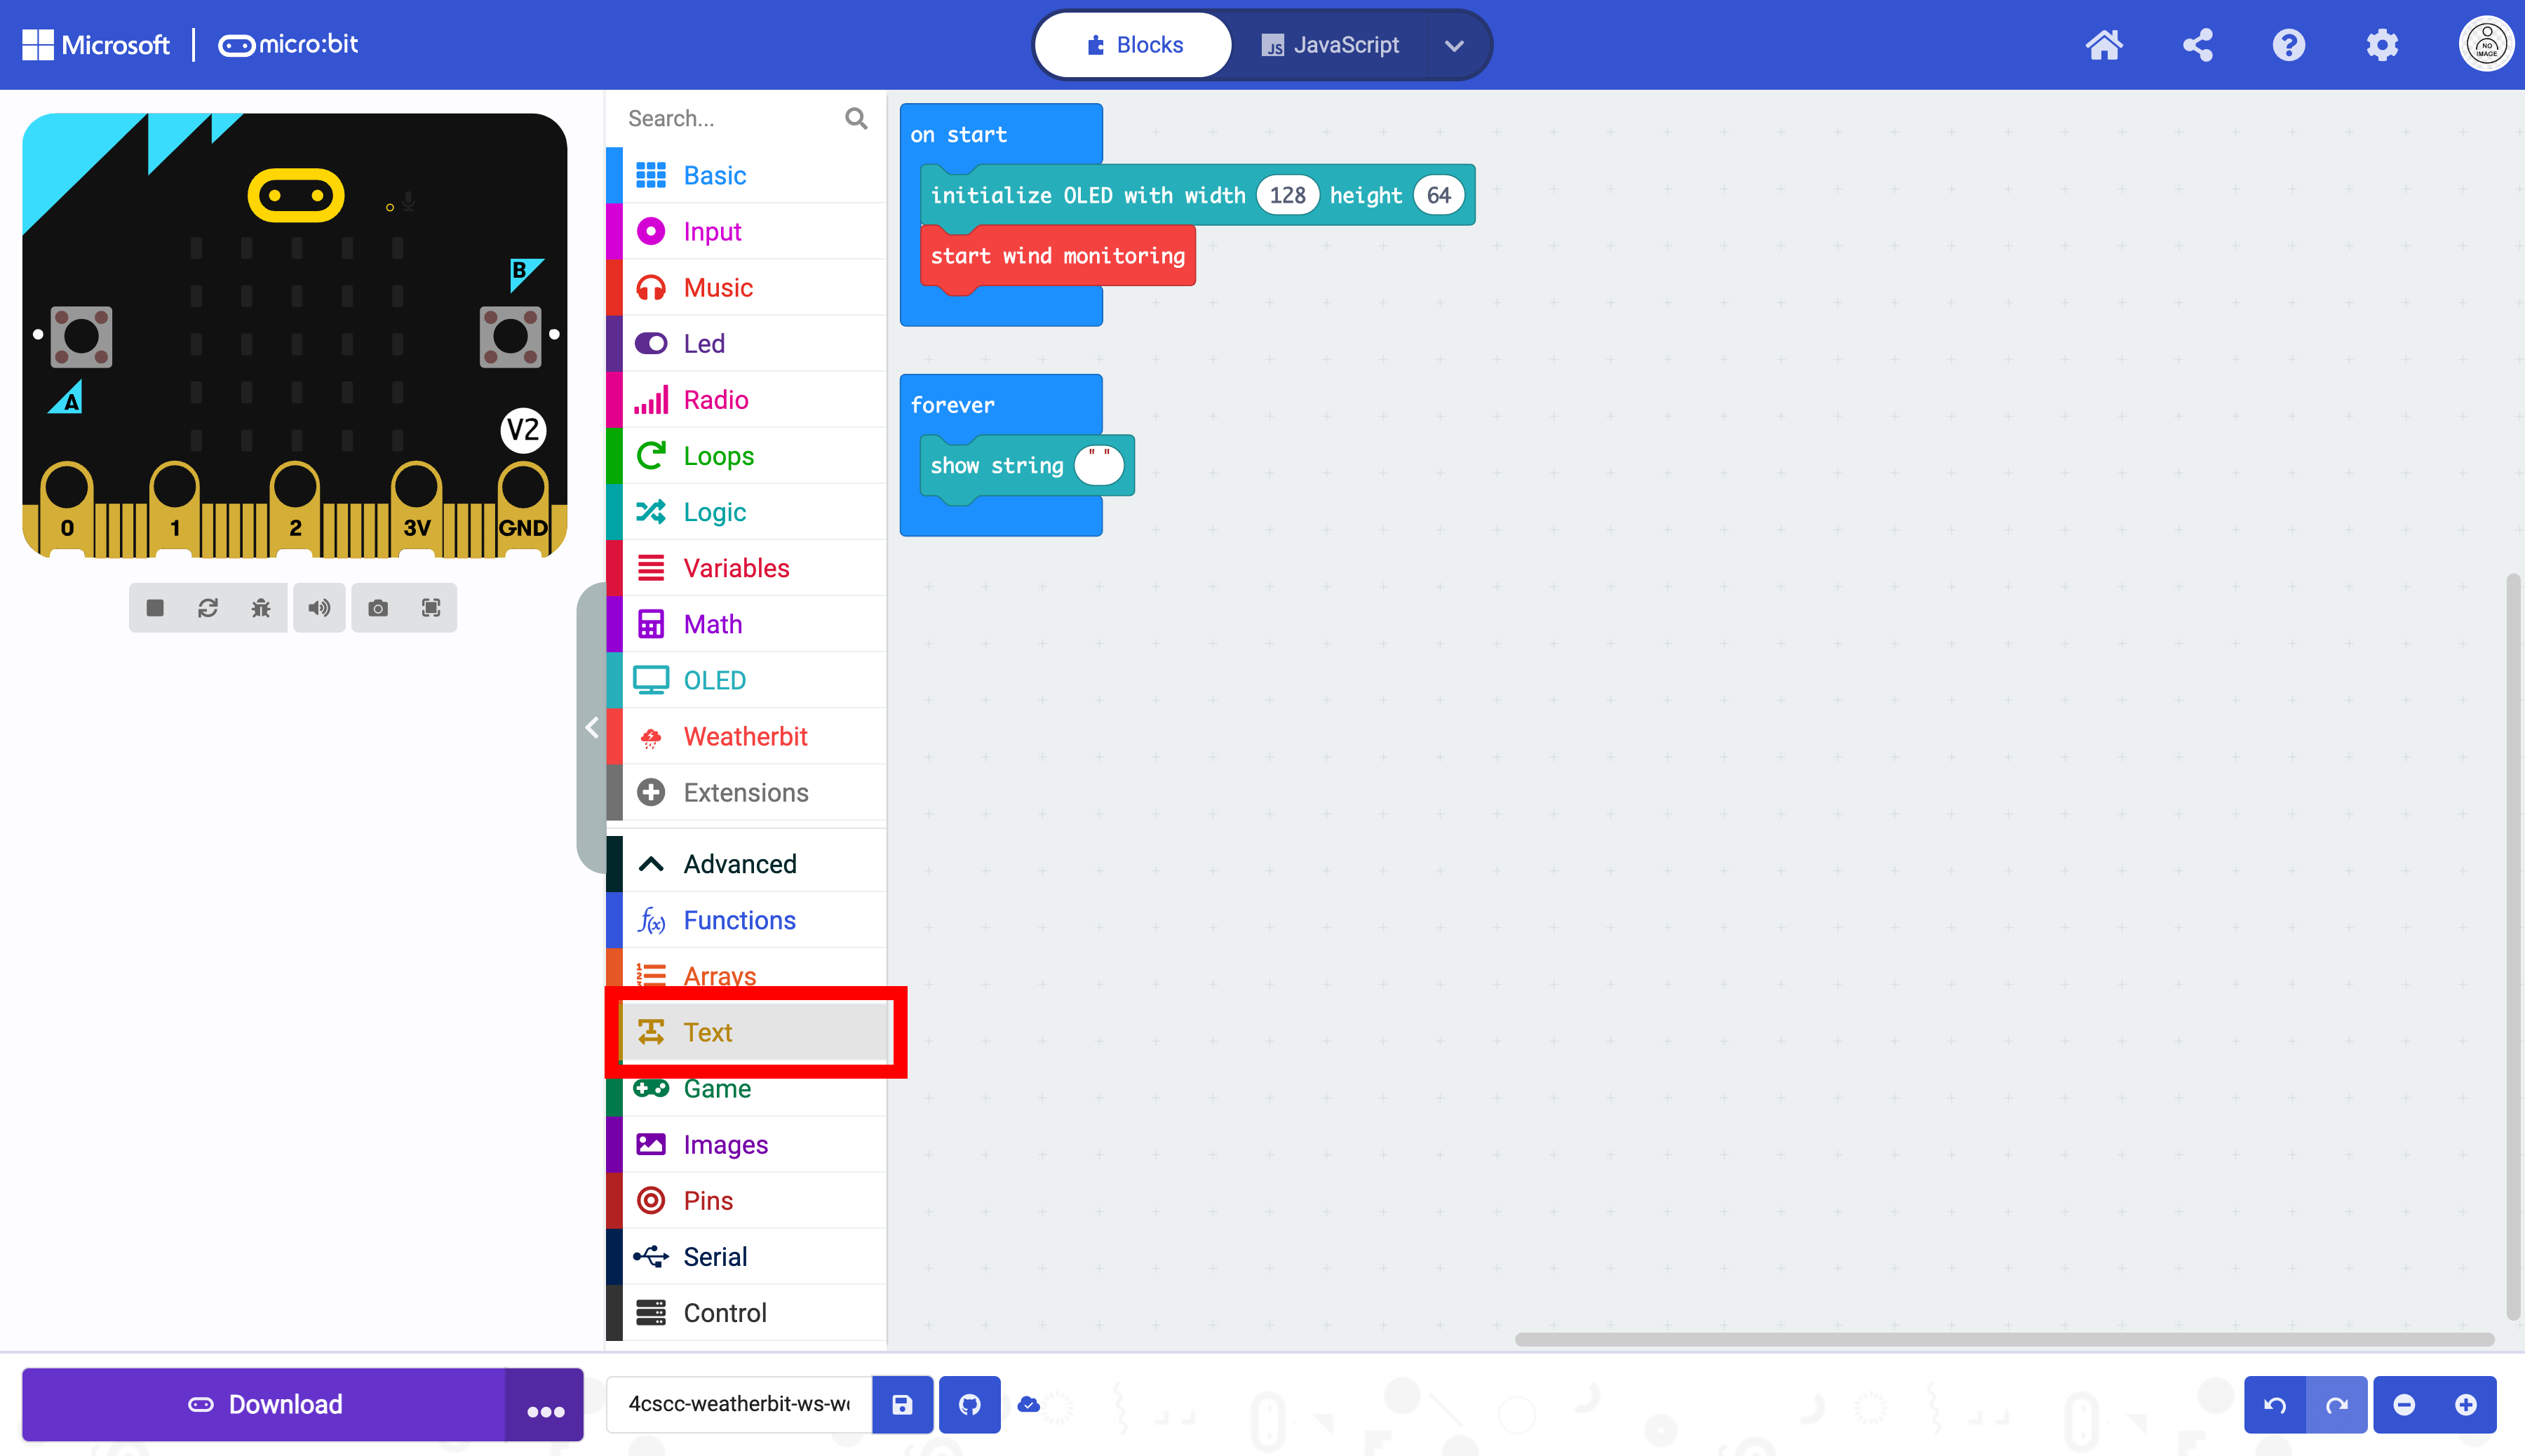 Microsoft micro:bit
Blocks JavaScript
NO IMAGE
Search...
B
A
V2
0 1 2 3V GND
Basic
Input
Music
Led
Radio
Loops
Logic
Variables
Math
OLED
Weatherbit
Extensions
Advanced
f(x) Functions
Arrays
Text
Game
Images
Pins
Serial
Control
on start
initialize OLED with width 128 height 64
start wind monitoring
forever
show string " "
Download
4cscc-weatherbit-ws-w